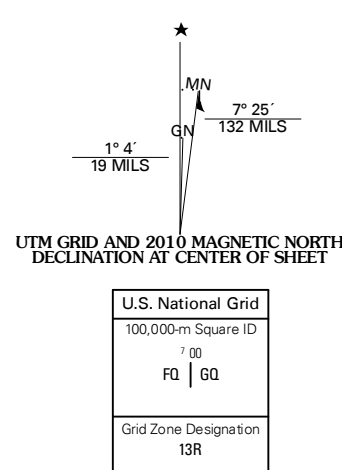 ★
MN
GN
7° 25´
132 MILS
1° 4´
19 MILS
UTM GRID AND 2010 MAGNETIC NORTH
DECLINATION AT CENTER OF SHEET
U.S. National Grid
100,000-m Square ID
7 00
FQ | GQ
Grid Zone Designation
13R